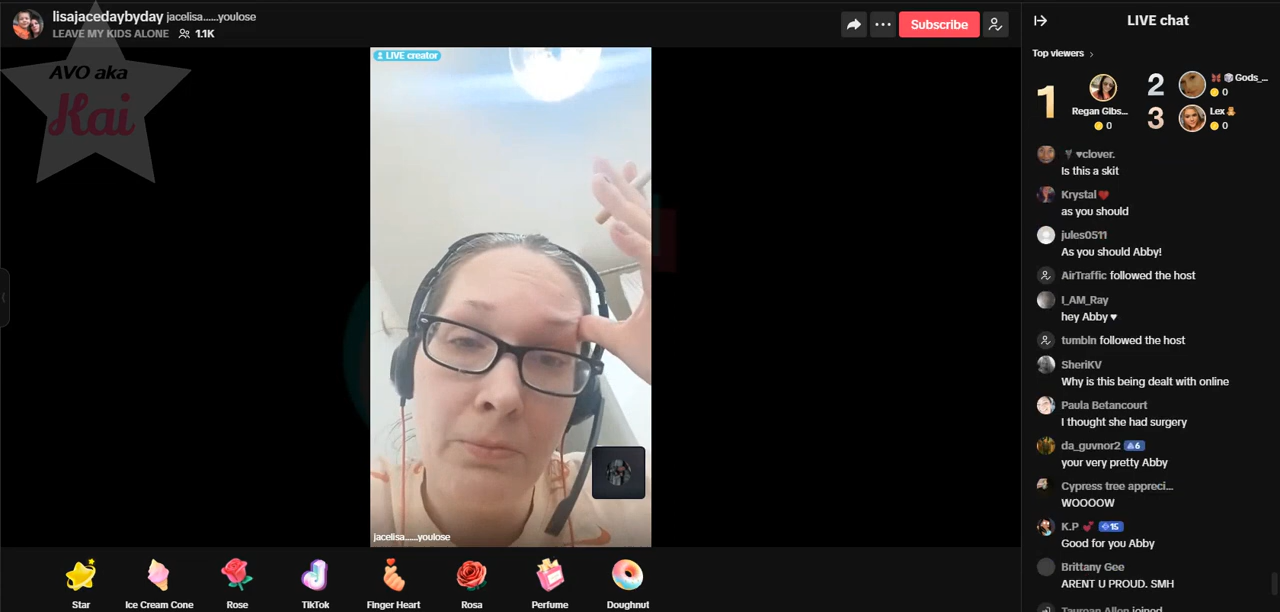 lisajacedaybyday jacelisa......youlose
LEAVE MY KIDS ALONE 1.1K
Subscribe
AVO aka
Kai
LIVE creator
jacelisa......youlose
Star
Ice Cream Cone
Rose
TikTok
Finger Heart
Rosa
Perfume
Doughnut
LIVE chat
Top viewers
1
Regan Gibs...
0
2
Gods_...
0
3
Lex
0
♥clover.
Is this a skit
Krystal
as you should
jules0511
As you should Abby!
AirTraffic followed the host
I_AM_Ray
hey Abby ♥
tumbln followed the host
SheriKV
Why is this being dealt with online
Paula Betancourt
I thought she had surgery
da_guvnor2 6
your very pretty Abby
Cypress tree appreci...
WOOOOW
K.P 15
Good for you Abby
Brittany Gee
ARENT U PROUD. SMH
Tauroan Allon joined